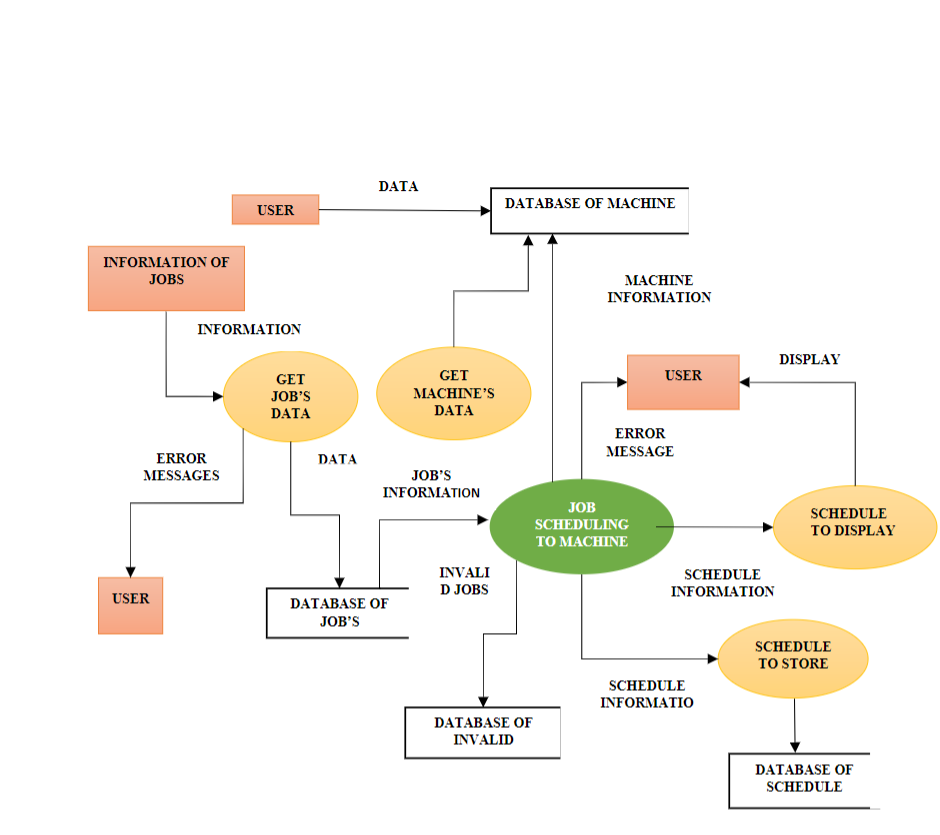 DATA
USER
DATABASE OF MACHINE
INFORMATION OF
JOBS
MACHINE
INFORMATION
INFORMATION
DISPLAY
USER
GET
JOB'S
DATA
GET
MACHINE'S
DATA
ERROR
MESSAGE
ERROR
MESSAGES
DATA
JOB'S
INFORMATION
JOB
SCHEDULING
TO MACHINE
SCHEDULE
TO DISPLAY
INVALI
D JOBS
SCHEDULE
INFORMATION
USER
DATABASE OF
JOB'S
SCHEDULE
TO STORE
SCHEDULE
INFORMATIO
DATABASE OF
INVALID
DATABASE OF
SCHEDULE